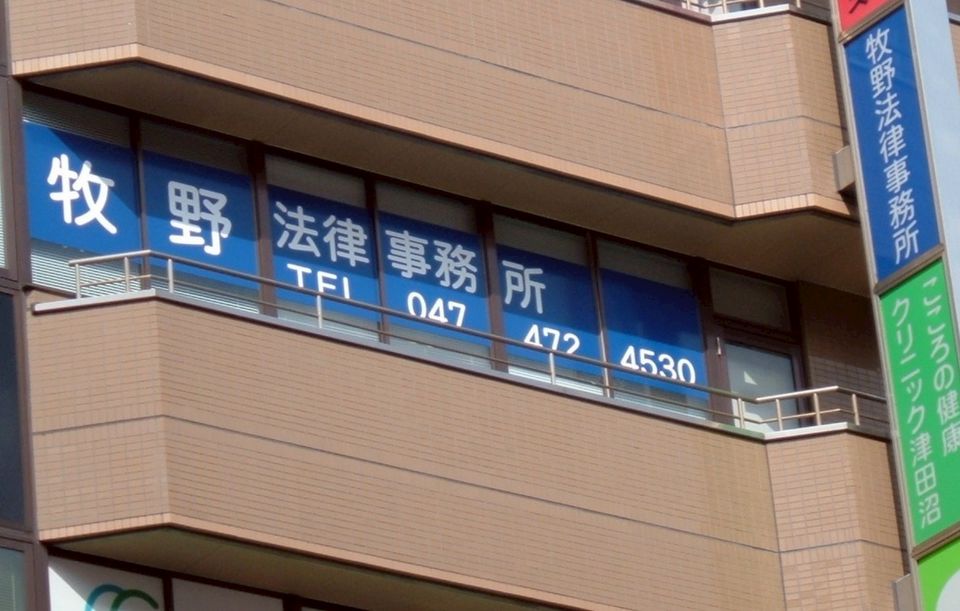 牧野法律事務所
TEL 047 472 4530
牧野法律事務所
こころの健康
クリニック津田沼